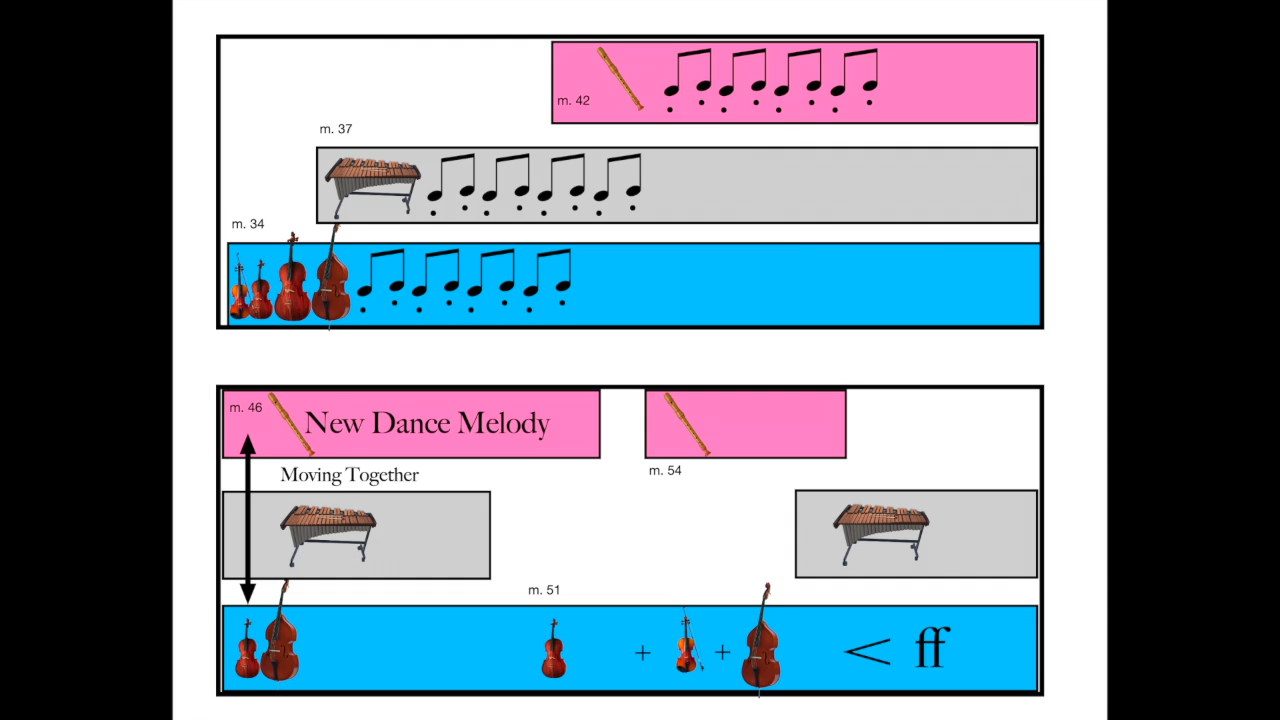 m. 42
m. 37
m. 34
m. 46
New Dance Melody
Moving Together
m. 54
m. 51
+ + < ff